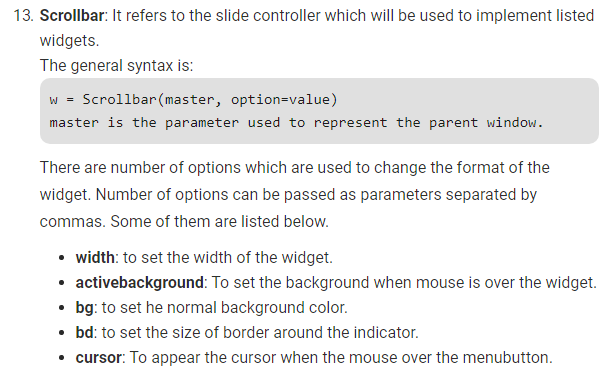 13. Scrollbar: It refers to the slide controller which will be used to implement listed
widgets.
The general syntax is:
w = Scrollbar(master, option=value)
master is the parameter used to represent the parent window.
There are number of options which are used to change the format of the
widget. Number of options can be passed as parameters separated by
commas. Some of them are listed below.
• width: to set the width of the widget.
• activebackground: To set the background when mouse is over the widget.
• bg: to set he normal background color.
• bd: to set the size of border around the indicator.
• cursor: To appear the cursor when the mouse over the menubutton.